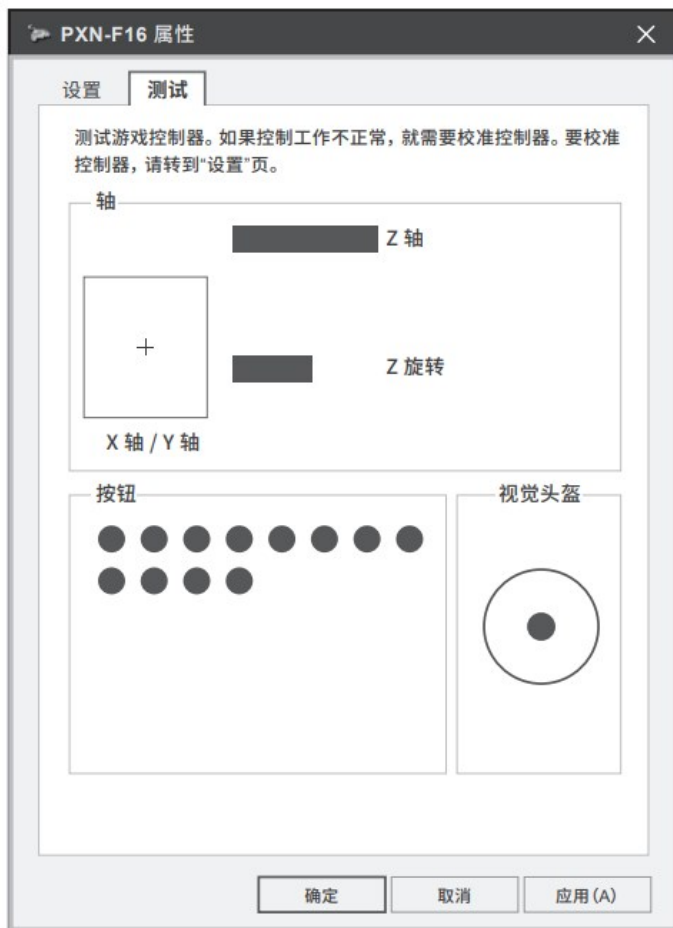 PXN-F16 属性
设置
测试
测试游戏控制器。如果控制工作不正常，就需要校准控制器。要校准
控制器，请转到“设置”页。
轴
Z 轴
Z 旋转
X 轴 / Y 轴
按钮
视觉头盔
确定
取消
应用(A)